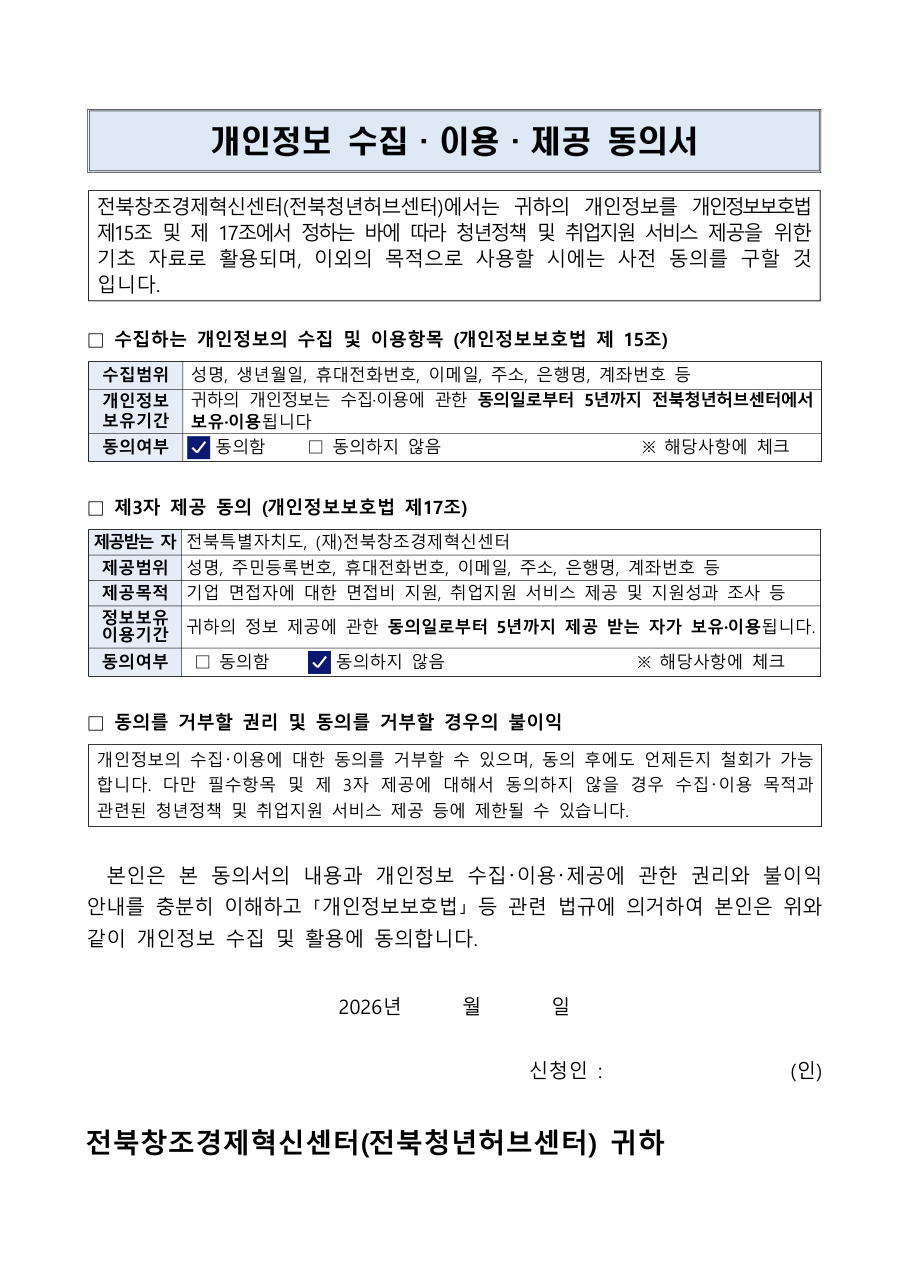 개인정보 수집 · 이용 · 제공 동의서
전북창조경제혁신센터(전북청년허브센터)에서는 귀하의 개인정보를 개인정보보호법
제15조 및 제 17조에서 정하는 바에 따라 청년정책 및 취업지원 서비스 제공을 위한
기초 자료로 활용되며, 이외의 목적으로 사용할 시에는 사전 동의를 구할 것
입니다.
□ 수집하는 개인정보의 수집 및 이용항목 (개인정보보호법 제 15조)
수집범위 성명, 생년월일, 휴대전화번호, 이메일, 주소, 은행명, 계좌번호 등
개인정보 보유기간 귀하의 개인정보는 수집·이용에 관한 동의일로부터 5년까지 전북청년허브센터에서
보유·이용됩니다
동의여부 ☑ 동의함 □ 동의하지 않음 ※ 해당사항에 체크
□ 제3자 제공 동의 (개인정보보호법 제17조)
제공받는 자 전북특별자치도, (재)전북창조경제혁신센터
제공범위 성명, 주민등록번호, 휴대전화번호, 이메일, 주소, 은행명, 계좌번호 등
제공목적 기업 면접자에 대한 면접비 지원, 취업지원 서비스 제공 및 지원성과 조사 등
정보보유 이용기간 귀하의 정보 제공에 관한 동의일로부터 5년까지 제공 받는 자가 보유·이용됩니다.
동의여부 □ 동의함 ☑ 동의하지 않음 ※ 해당사항에 체크
□ 동의를 거부할 권리 및 동의를 거부할 경우의 불이익
개인정보의 수집·이용에 대한 동의를 거부할 수 있으며, 동의 후에도 언제든지 철회가 가능
합니다. 다만 필수항목 및 제 3자 제공에 대해서 동의하지 않을 경우 수집·이용 목적과
관련된 청년정책 및 취업지원 서비스 제공 등에 제한될 수 있습니다.
본인은 본 동의서의 내용과 개인정보 수집·이용·제공에 관한 권리와 불이익
안내를 충분히 이해하고 「개인정보보호법」 등 관련 법규에 의거하여 본인은 위와
같이 개인정보 수집 및 활용에 동의합니다.
2026년 월 일
신청인 : (인)
전북창조경제혁신센터(전북청년허브센터) 귀하